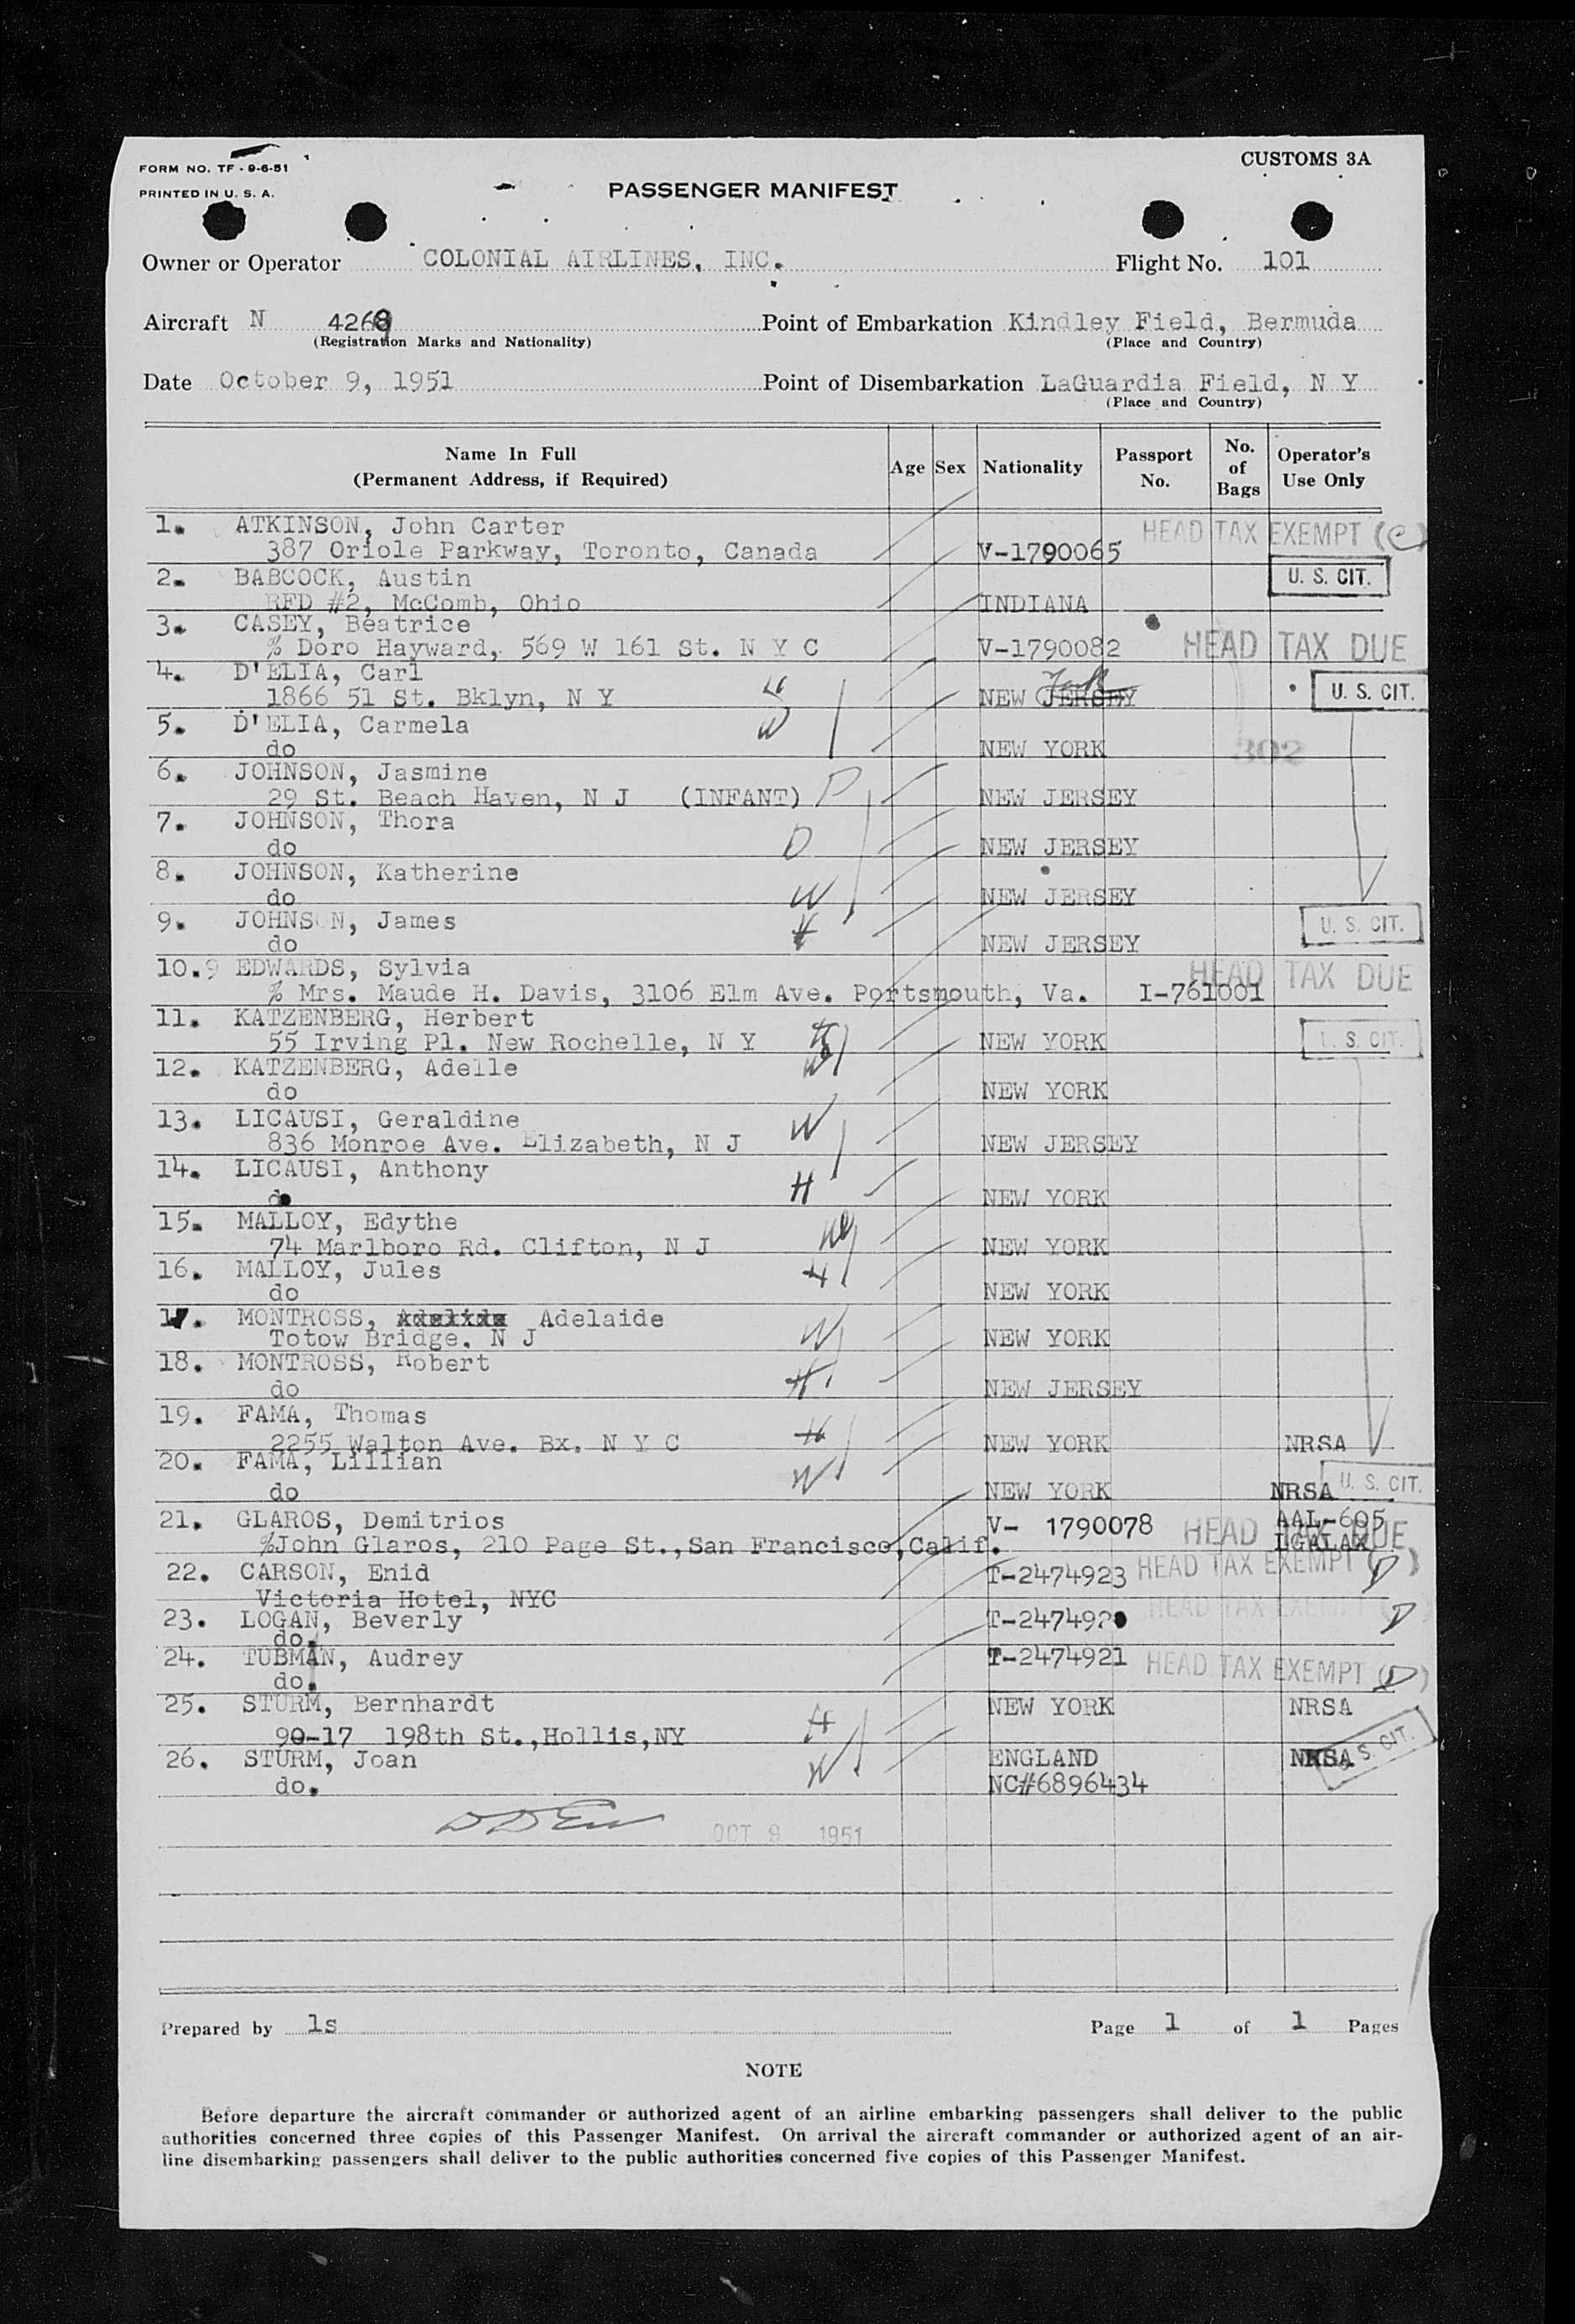 FORM NO. TF - 9-6-51
PRINTED IN U. S. A.
CUSTOMS 3A
PASSENGER MANIFEST
Owner or Operator COLONIAL AIRLINES, INC. Flight No. 101
Aircraft N 4269 Point of Embarkation Kindley Field, Bermuda
(Registration Marks and Nationality) (Place and Country)
Date October 9, 1951 Point of Disembarkation LaGuardia Field, N Y
(Place and Country)
Name In Full
(Permanent Address, if Required)
Age Sex Nationality
Passport No.
No. of Bags
Operator's Use Only
1. ATKINSON, John Carter HEAD TAX EXEMPT (C)
387 Oriole Parkway, Toronto, Canada V-1790065
2. BABCOCK, Austin U. S. CIT.
RFD #2, McComb, Ohio INDIANA
3. CASEY, Beatrice
% Doro Hayward, 569 W 161 St. N Y C V-1790082 HEAD TAX DUE
4. D'ELIA, Carl
1866 51 St. Bklyn, N Y NEW JERSEY York U. S. CIT.
5. D'ELIA, Carmela W
do NEW YORK 302
6. JOHNSON, Jasmine
29 St. Beach Haven, N J (INFANT) D NEW JERSEY
7. JOHNSON, Thora
do D NEW JERSEY
8. JOHNSON, Katherine
do W NEW JERSEY
9. JOHNSON, James H U. S. CIT.
do NEW JERSEY
10. 9 EDWARDS, Sylvia HEAD TAX DUE
% Mrs. Maude H. Davis, 3106 Elm Ave. Portsmouth, Va. I-761001
11. KATZENBERG, Herbert
55 Irving Pl. New Rochelle, N Y H NEW YORK U. S. CIT.
12. KATZENBERG, Adelle W
do NEW YORK
13. LICAUSI, Geraldine W
836 Monroe Ave. Elizabeth, N J NEW JERSEY
14. LICAUSI, Anthony
do H NEW YORK
15. MALLOY, Edythe
74 Marlboro Rd. Clifton, N J NEW YORK
16. MALLOY, Jules H
do NEW YORK
17. MONTROSS, Adelaide
Totow Bridge, N J W NEW YORK
18. MONTROSS, Robert
do H NEW JERSEY
19. FAMA, Thomas
2255 Walton Ave. Bx. N Y C H NEW YORK NRSA
20. FAMA, Lillian W
do NEW YORK NRSA U. S. CIT.
21. GLAROS, Demitrios V- 1790078 AAL-605
%John Glaros, 210 Page St.,San Francisco,Calif. HEAD TAX DUE LGALAX
22. CARSON, Enid T-2474923 HEAD TAX EXEMPT (D)
Victoria Hotel, NYC
23. LOGAN, Beverly HEAD TAX EXEMPT (D)
do.
24. TUBMAN, Audrey T-2474921 HEAD TAX EXEMPT (D)
do.
25. STURM, Bernhardt NEW YORK NRSA
90-17 198th St.,Hollis,NY H
26. STURM, Joan W ENGLAND NRSA U. S. CIT.
do. NC#6896434
OCT 9 1951
Prepared by ls Page 1 of 1 Pages
NOTE
Before departure the aircraft commander or authorized agent of an airline embarking passengers shall deliver to the public
authorities concerned three copies of this Passenger Manifest. On arrival the aircraft commander or authorized agent of an air-
line disembarking passengers shall deliver to the public authorities concerned five copies of this Passenger Manifest.